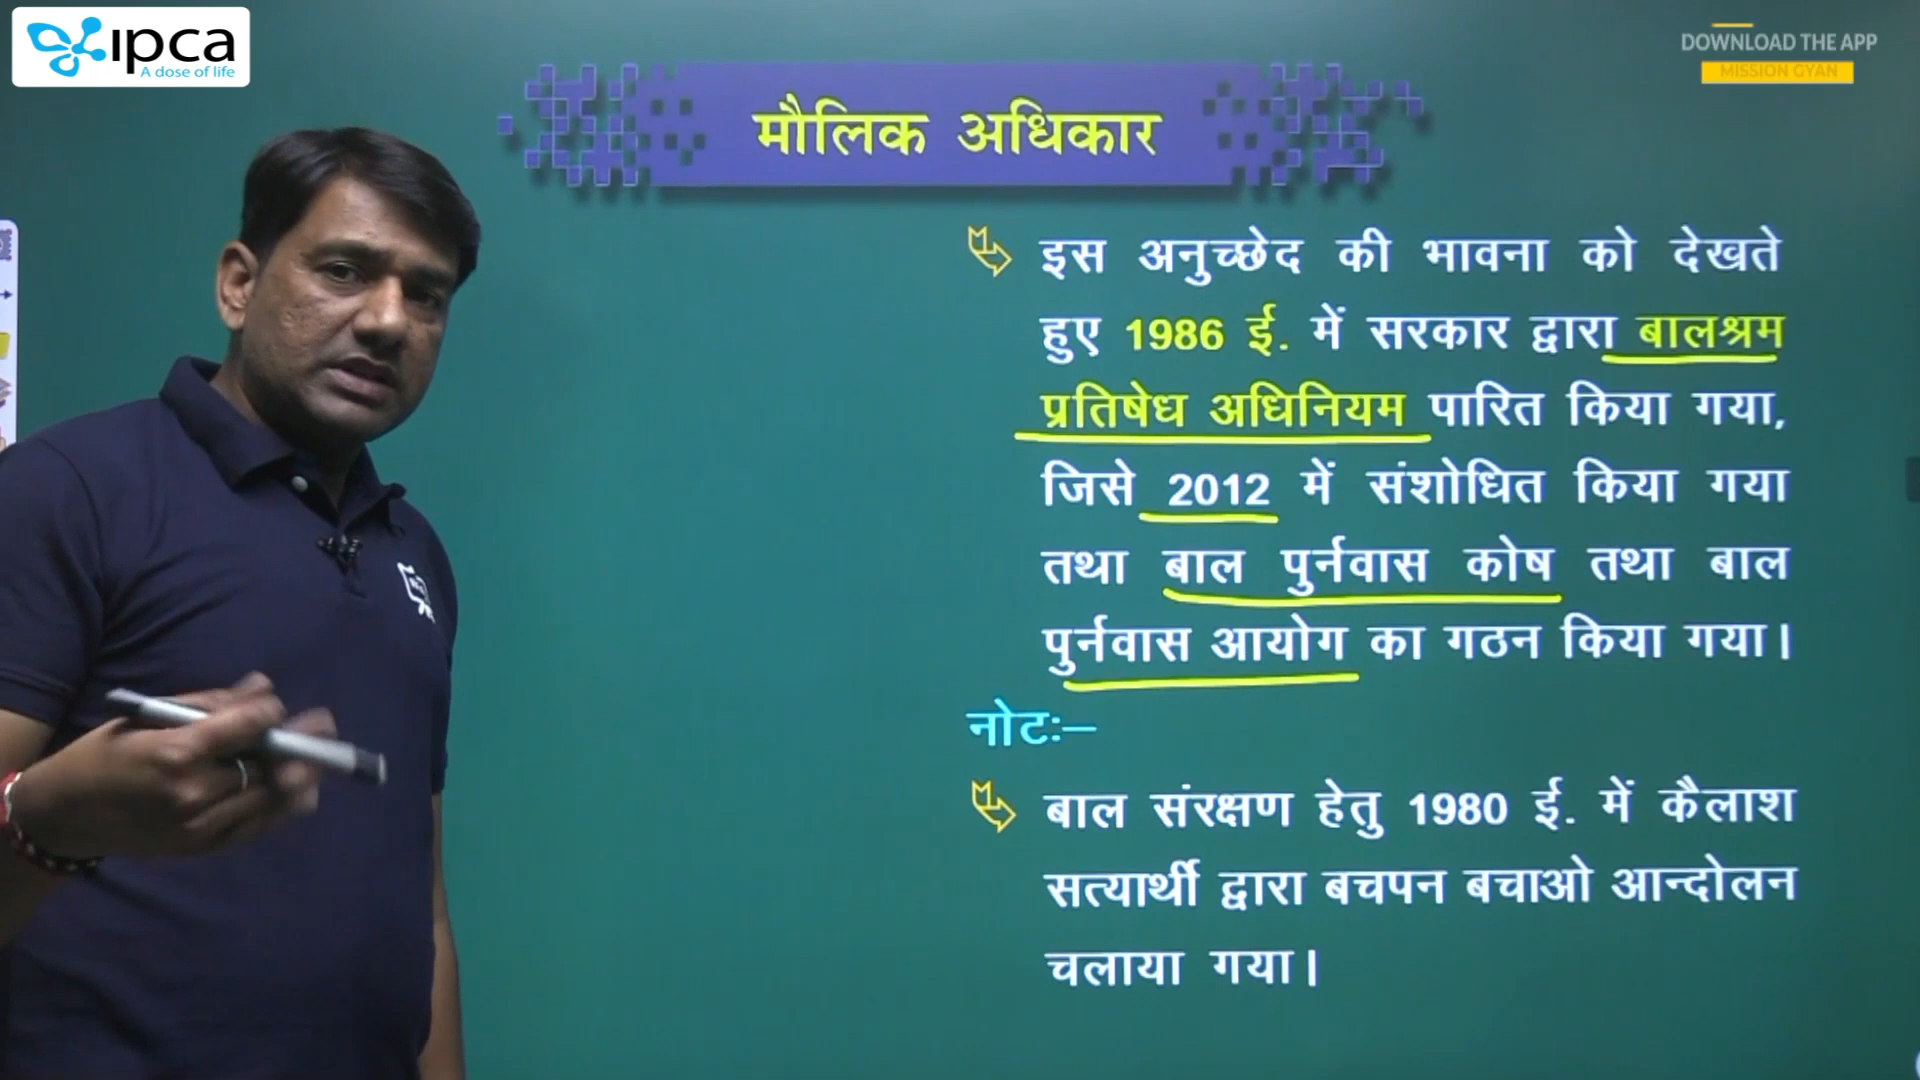 ipca
A dose of life
DOWNLOAD THE APP
MISSION GYAN
मौलिक अधिकार
इस अनुच्छेद की भावना को देखते
हुए 1986 ई. में सरकार द्वारा बालश्रम
प्रतिषेध अधिनियम पारित किया गया,
जिसे 2012 में संशोधित किया गया
तथा बाल पुर्नवास कोष तथा बाल
पुर्नवास आयोग का गठन किया गया।
नोटः–
बाल संरक्षण हेतु 1980 ई. में कैलाश
सत्यार्थी द्वारा बचपन बचाओ आन्दोलन
चलाया गया।